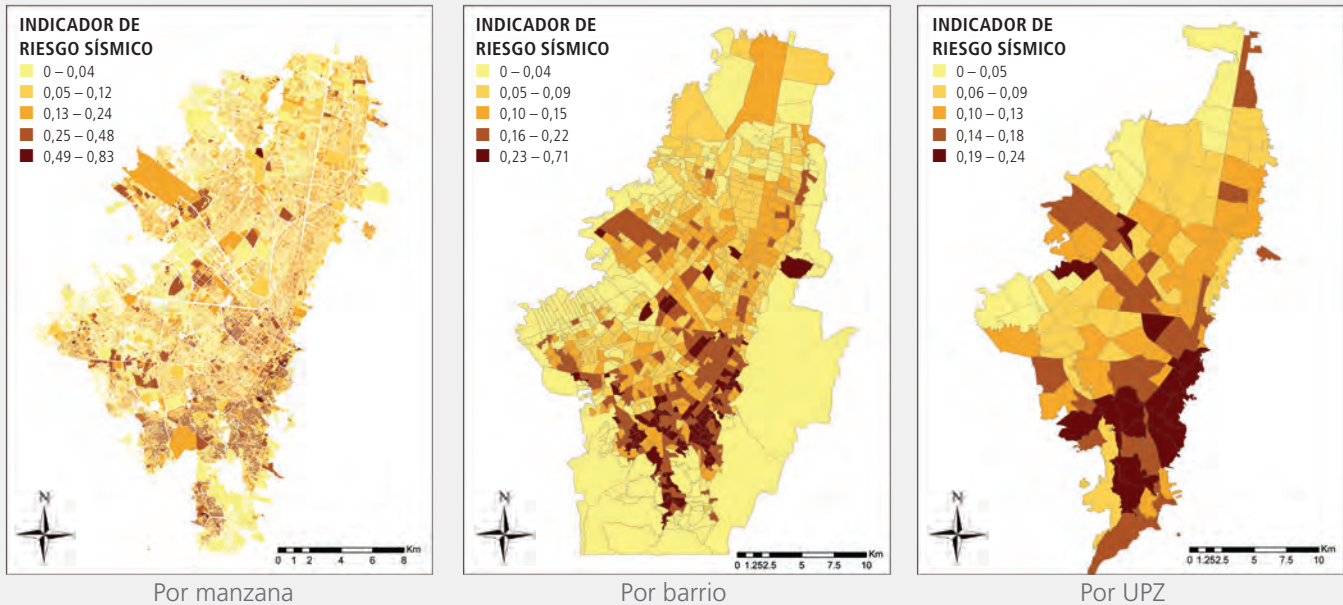 INDICADOR DE
RIESGO SÍSMICO
0 – 0,04
0,05 – 0,12
0,13 – 0,24
0,25 – 0,48
0,49 – 0,83
N
Km
0 1 2 4 6 8
Por manzana
INDICADOR DE
RIESGO SÍSMICO
0 – 0,04
0,05 – 0,09
0,10 – 0,15
0,16 – 0,22
0,23 – 0,71
N
Km
0 1.252.5 5 7.5 10
Por barrio
INDICADOR DE
RIESGO SÍSMICO
0 – 0,05
0,06 – 0,09
0,10 – 0,13
0,14 – 0,18
0,19 – 0,24
N
Km
0 1.252.5 5 7.5 10
Por UPZ